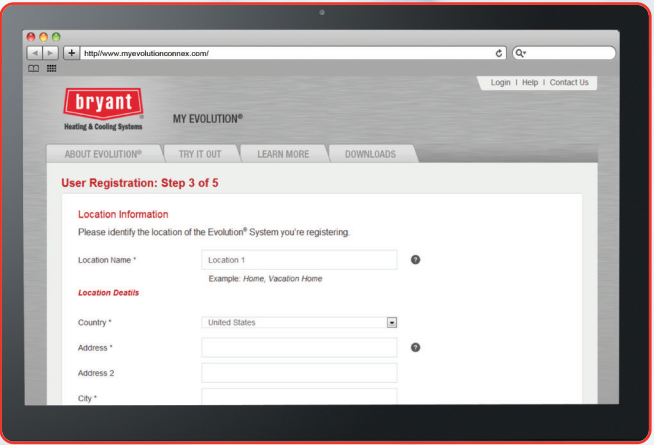 http//www.myevolutionconnex.com/
Login | Help | Contact Us
bryant
Heating & Cooling Systems
MY EVOLUTION®
ABOUT EVOLUTION® TRY IT OUT LEARN MORE DOWNLOADS
User Registration: Step 3 of 5
Location Information
Please identify the location of the Evolution® System you're registering.
Location Name * Location 1
Example: Home, Vacation Home
Location Deatils
Country * United States
Address *
Address 2
City *